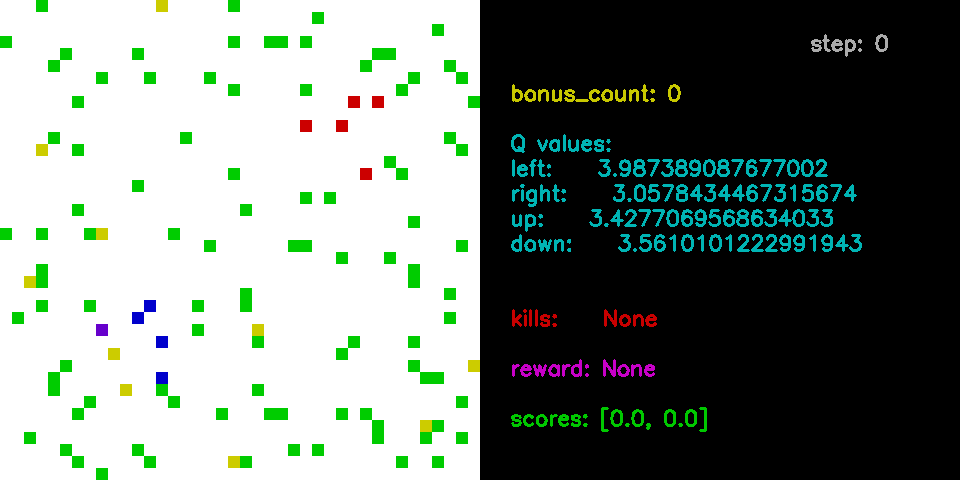 step: 0
bonus_count: 0
Q values:
left: 3.987389087677002
right: 3.0578434467315674
up: 3.4277069568634033
down: 3.5610101222991943
kills: None
reward: None
scores: [0.0, 0.0]